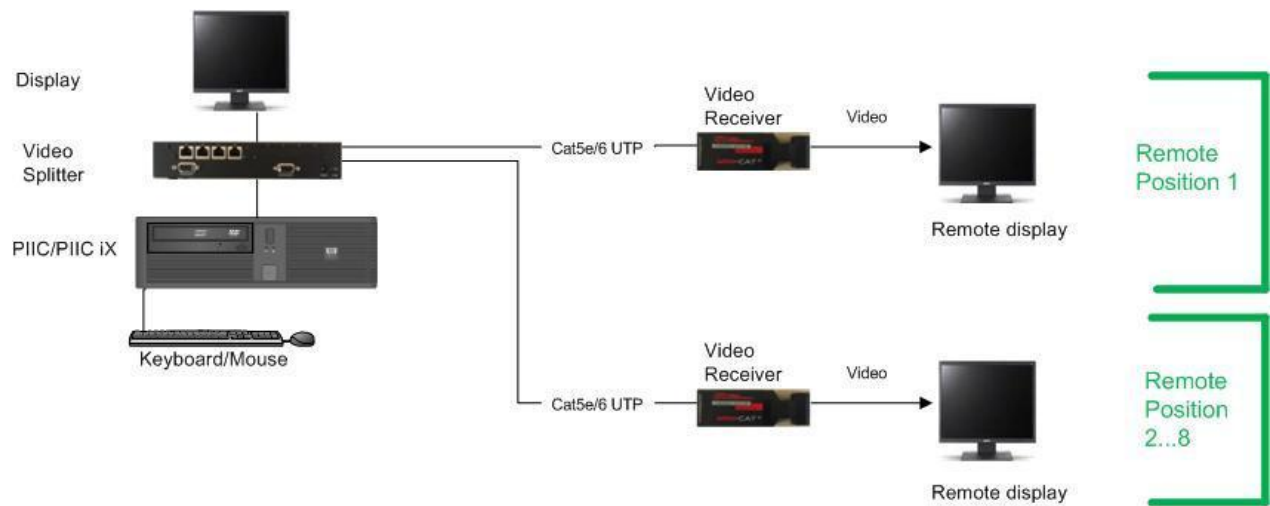 Display
Video
Splitter
PIIC/PIIC iX
Keyboard/Mouse
Cat5e/6 UTP
Video
Receiver
Video
Remote display
Remote
Position 1
Cat5e/6 UTP
Video
Receiver
Video
Remote display
Remote
Position
2...8